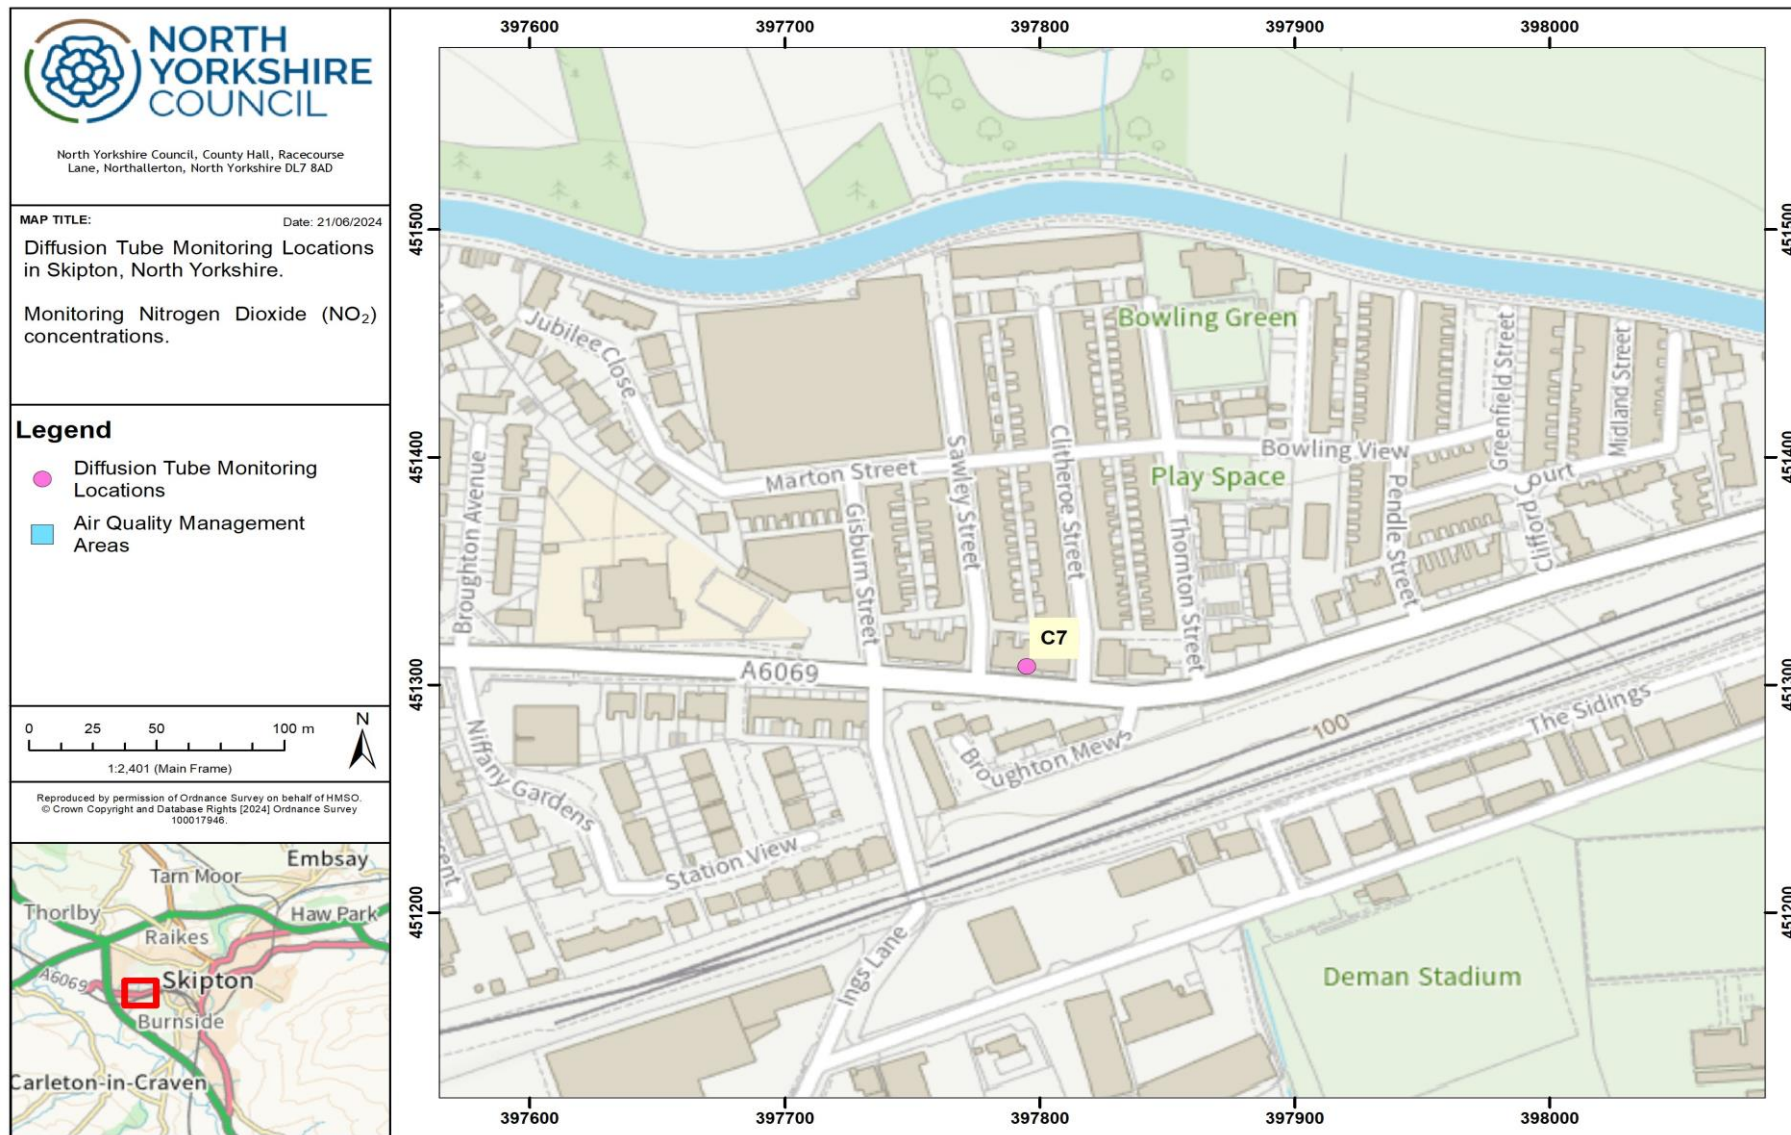 NORTH
YORKSHIRE
COUNCIL
North Yorkshire Council, County Hall, Racecourse
Lane, Northallerton, North Yorkshire DL7 8AD
MAP TITLE:
Date: 21/06/2024
Diffusion Tube Monitoring Locations
in Skipton, North Yorkshire.
Monitoring Nitrogen Dioxide (NO₂)
concentrations.
Legend
Diffusion Tube Monitoring
Locations
Air Quality Management
Areas
0 25 50 100 m
N
1:2,401 (Main Frame)
Reproduced by permission of Ordnance Survey on behalf of HMSO.
© Crown Copyright and Database Rights [2024] Ordnance Survey
100017946.
Embsay
Tarn Moor
Thorlby
Haw Park
Raikes
A6069
Skipton
Burnside
Carleton-in-Craven
397600 397700 397800 397900 398000
451500 451500
451400 451400
451300 451300
451200 451200
Jubilee Close
Bowling Green
Greenfield Street
Midland Street
Broughton Avenue
Marton Street
Sawley Street
Clitheroe Street
Bowling View
Play Space
Gisburn Street
Thornton Street
Pendle Street
Clifford Court
C7
A6069
Niffany Gardens
Broughton Mews
100
The Sidings
Station View
Ings Lane
Deman Stadium
397600 397700 397800 397900 398000